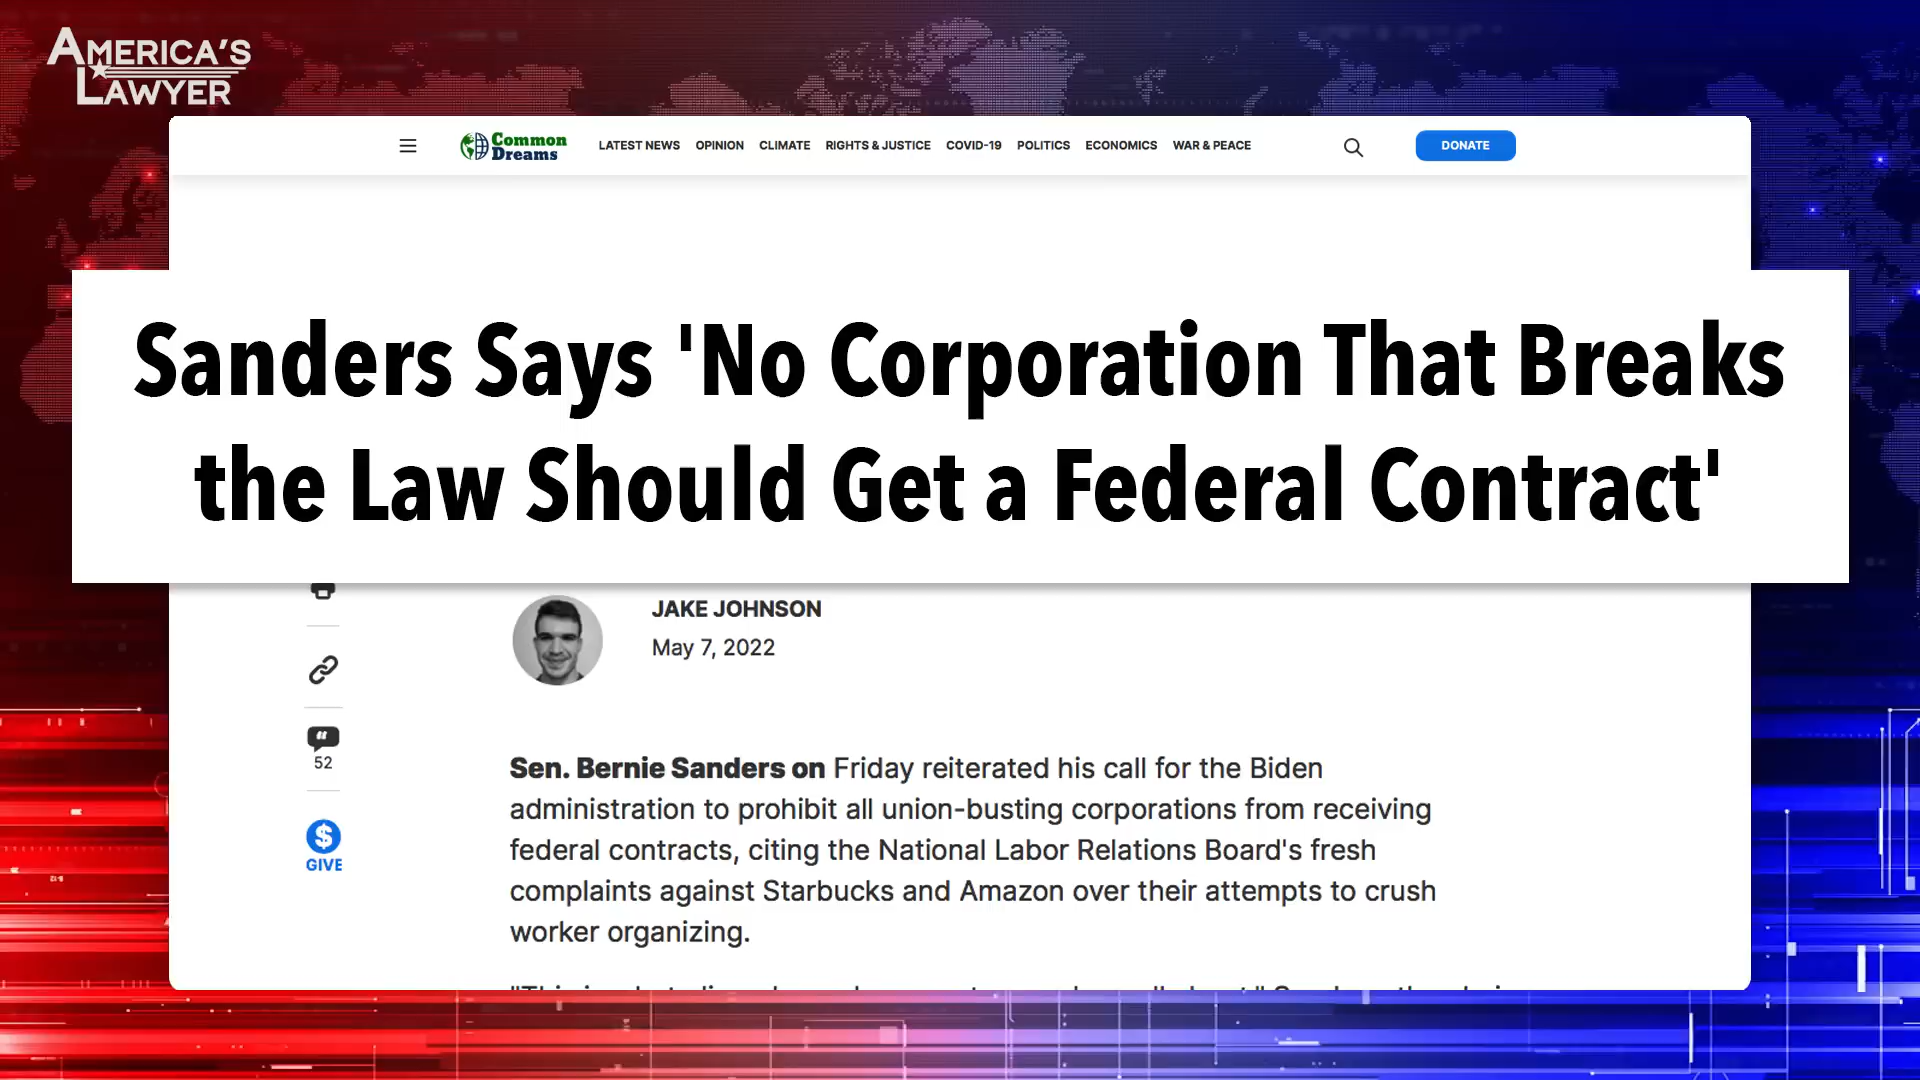 AMERICA'S
LAWYER
Common
Dreams
LATEST NEWS OPINION CLIMATE RIGHTS & JUSTICE COVID-19 POLITICS ECONOMICS WAR & PEACE
DONATE
Sanders Says 'No Corporation That Breaks
the Law Should Get a Federal Contract'
JAKE JOHNSON
May 7, 2022
52
GIVE
Sen. Bernie Sanders on Friday reiterated his call for the Biden
administration to prohibit all union-busting corporations from receiving
federal contracts, citing the National Labor Relations Board's fresh
complaints against Starbucks and Amazon over their attempts to crush
worker organizing.